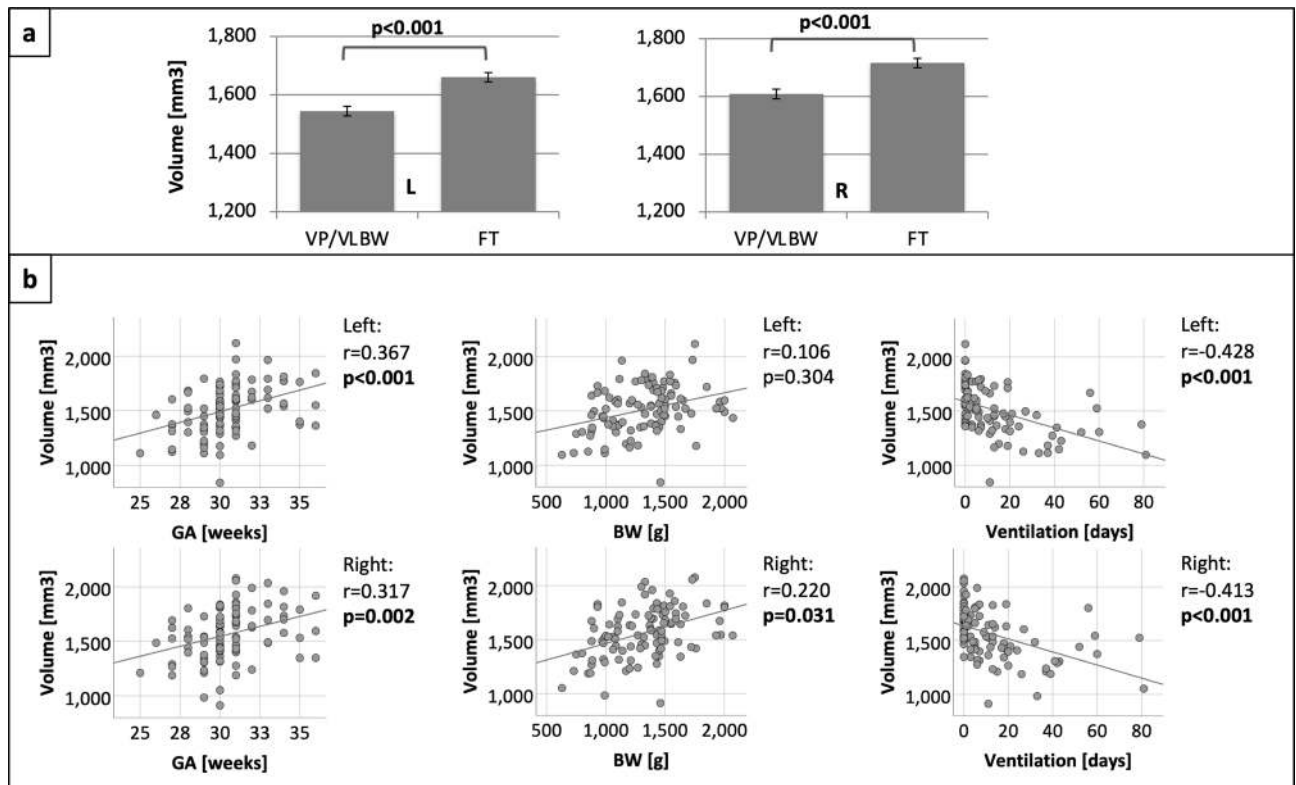 a
p<0.001
Volume [mm3]
1,800
1,600
1,400
1,200
L
VP/VLBW FT
p<0.001
1,800
1,600
1,400
1,200
R
VP/VLBW FT
b
Volume [mm3]
2,000
1,500
1,000
25 28 30 33 35
GA [weeks]
Left:
r=0.367
p<0.001
Volume [mm3]
2,000
1,500
1,000
500 1,000 1,500 2,000
BW [g]
Left:
r=0.106
p=0.304
Volume [mm3]
2,000
1,500
1,000
0 20 40 60 80
Ventilation [days]
Left:
r=-0.428
p<0.001
Volume [mm3]
2,000
1,500
1,000
25 28 30 33 35
GA [weeks]
Right:
r=0.317
p=0.002
Volume [mm3]
2,000
1,500
1,000
500 1,000 1,500 2,000
BW [g]
Right:
r=0.220
p=0.031
Volume [mm3]
2,000
1,500
1,000
0 20 40 60 80
Ventilation [days]
Right:
r=-0.413
p<0.001